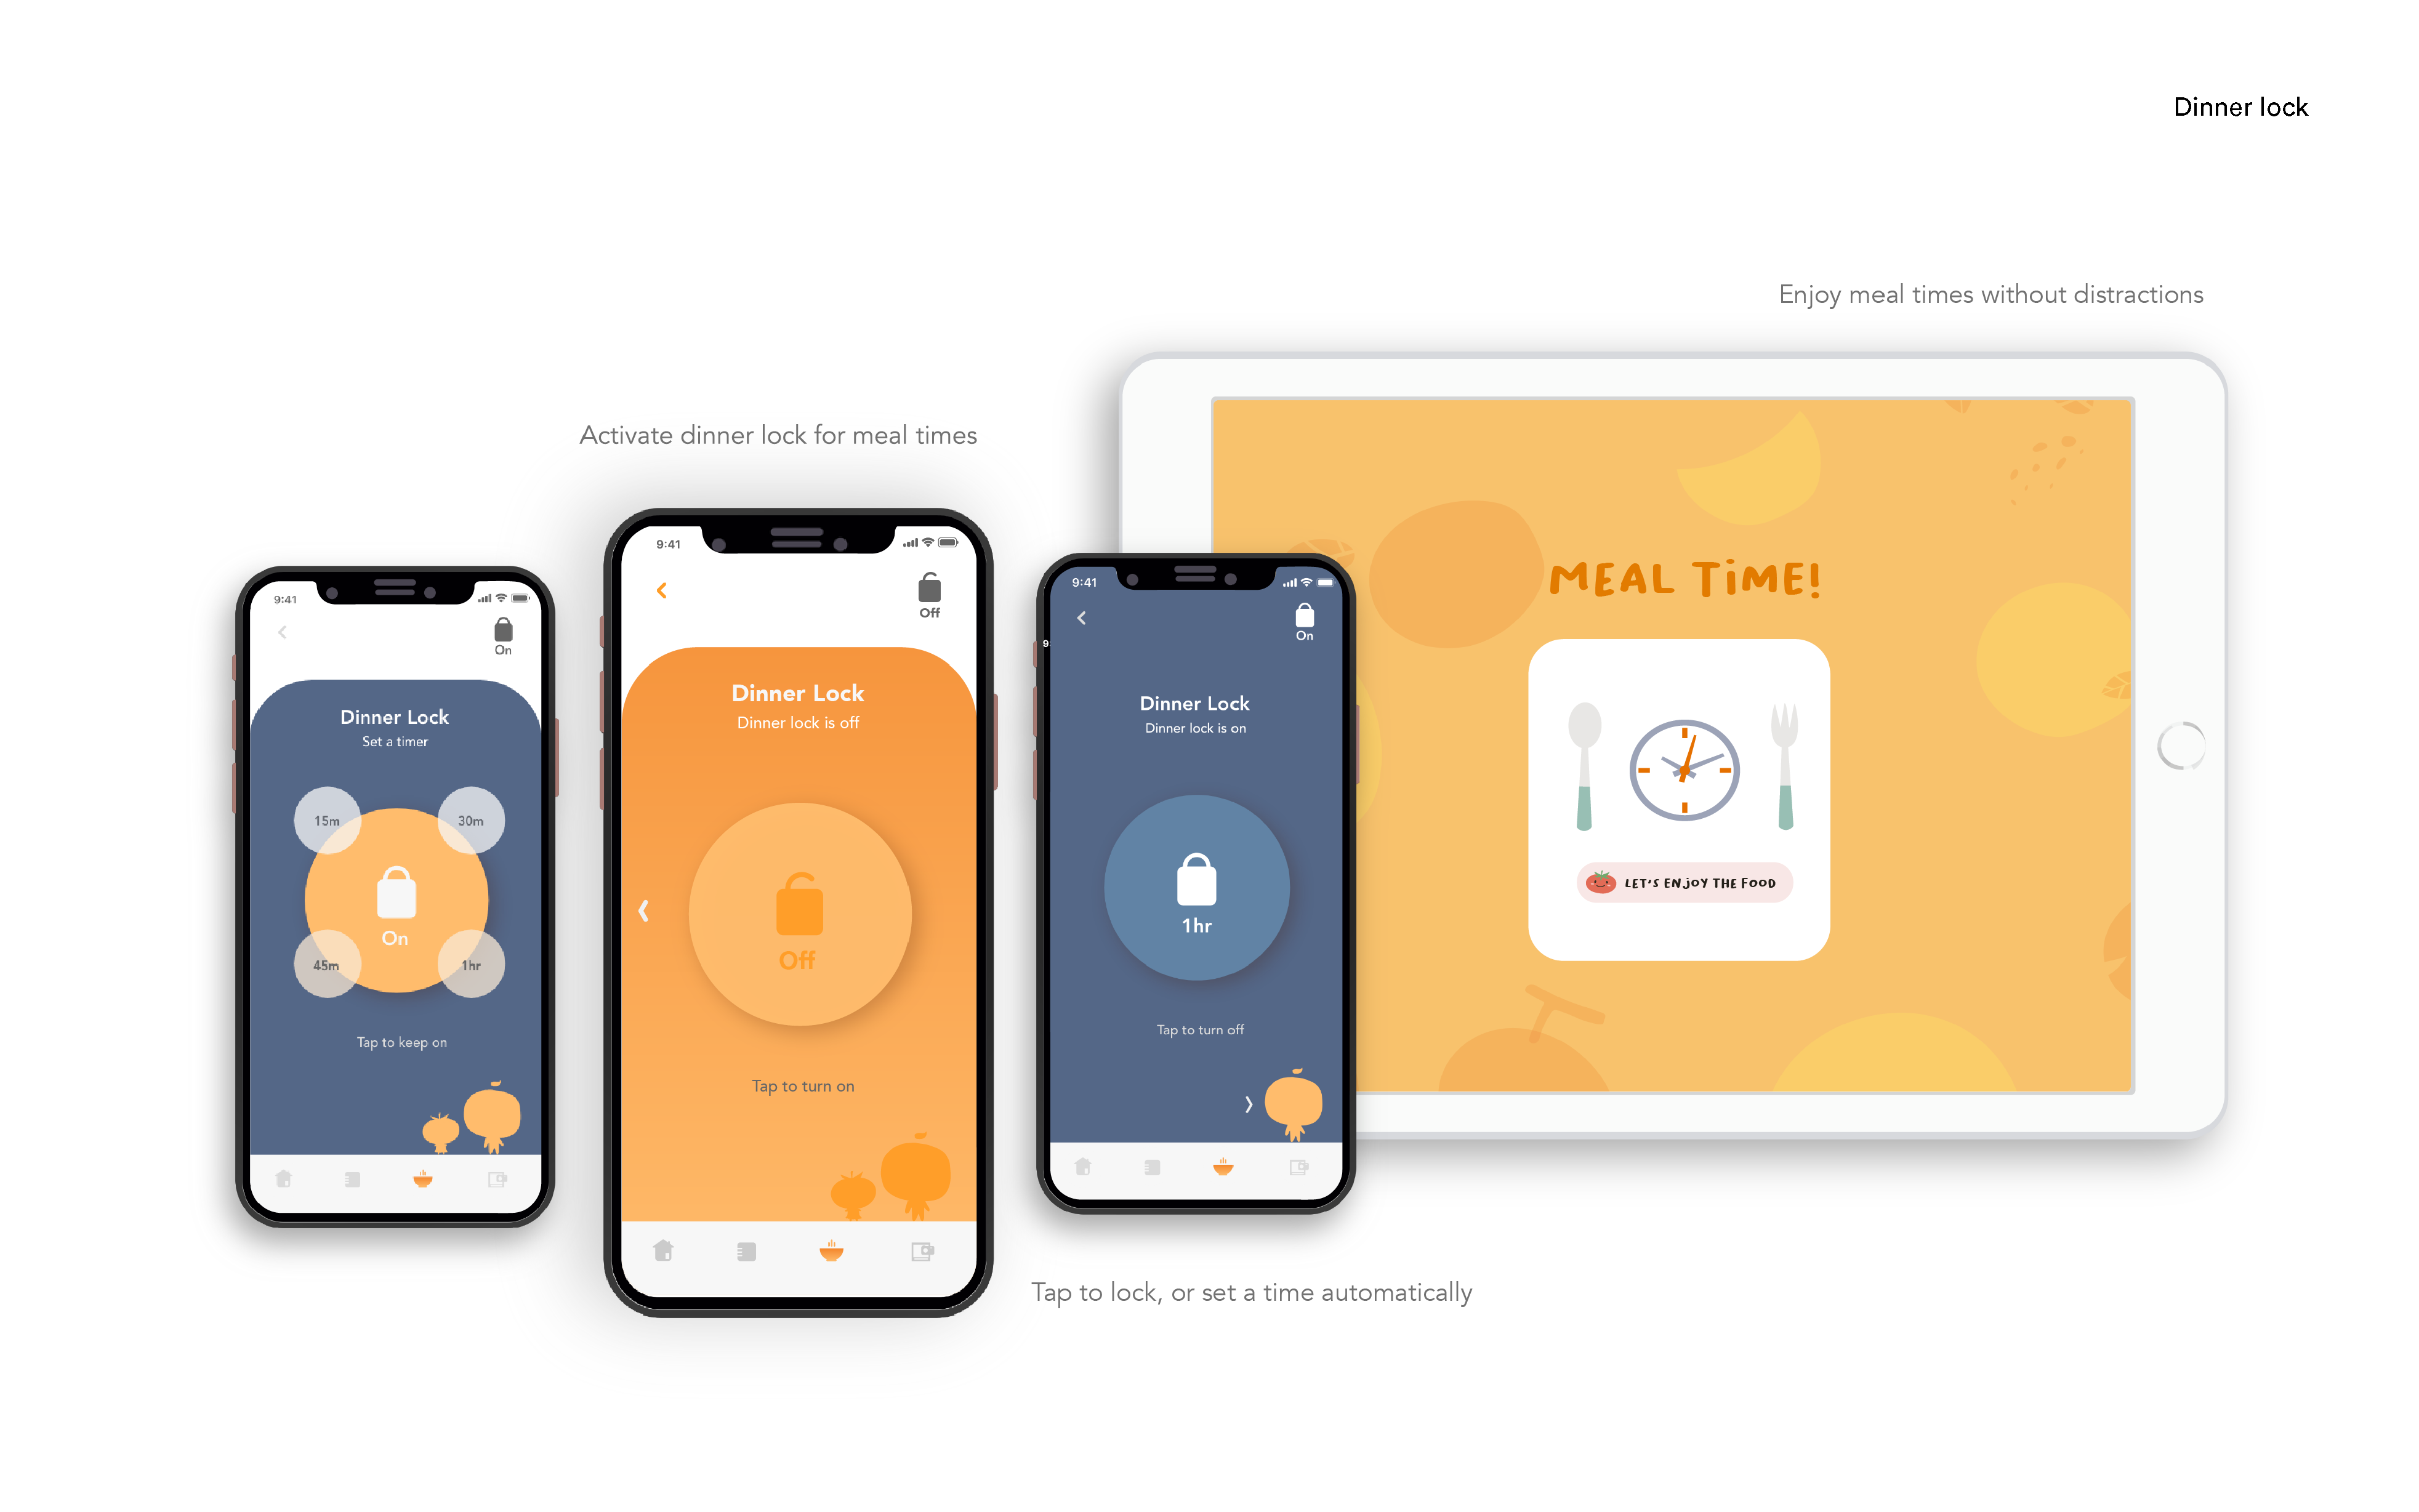 Dinner lock
Enjoy meal times without distractions
Activate dinner lock for meal times
9:41
On
Dinner Lock
Set a timer
15m
30m
On
45m
1hr
Tap to keep on
9:41
Off
Dinner Lock
Dinner lock is off
Off
Tap to turn on
9:41
On
9:
Dinner Lock
Dinner lock is on
1hr
Tap to turn off
MEAL TiME!
LET'S ENJOY THE FOOD
Tap to lock, or set a time automatically